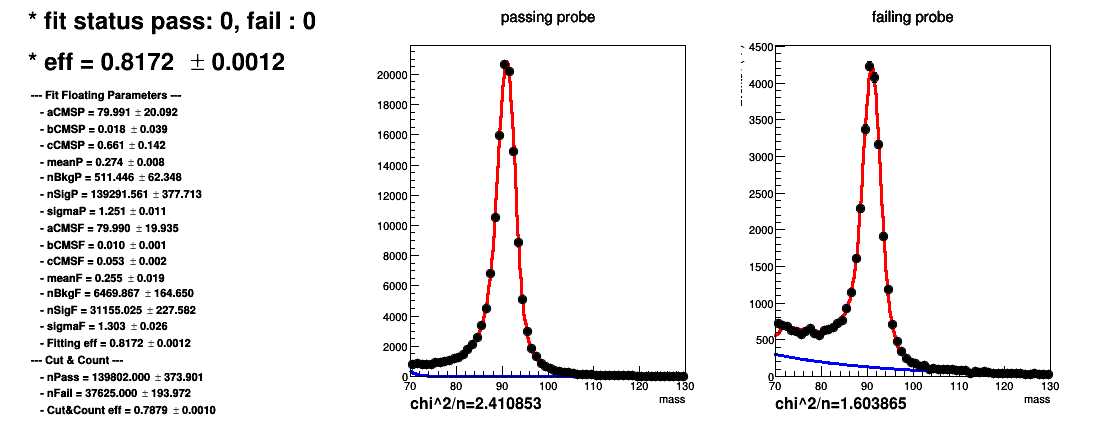 * fit status pass: 0, fail : 0
* eff = 0.8172 ± 0.0012
--- Fit Floating Parameters ---
- aCMSP = 79.991 ± 20.092
- bCMSP = 0.018 ± 0.039
- cCMSP = 0.661 ± 0.142
- meanP = 0.274 ± 0.008
- nBkgP = 511.446 ± 62.348
- nSigP = 139291.561 ± 377.713
- sigmaP = 1.251 ± 0.011
- aCMSF = 79.990 ± 19.935
- bCMSF = 0.010 ± 0.001
- cCMSF = 0.053 ± 0.002
- meanF = 0.255 ± 0.019
- nBkgF = 6469.867 ± 164.650
- nSigF = 31155.025 ± 227.582
- sigmaF = 1.303 ± 0.026
- Fitting eff = 0.8172 ± 0.0012
--- Cut & Count ---
- nPass = 139802.000 ± 373.901
- nFail = 37625.000 ± 193.972
- Cut&Count eff = 0.7879 ± 0.0010
passing probe
20000
18000
16000
14000
12000
10000
8000
6000
4000
2000
0
70 80 90 100 110 120 130
mass
chi^2/n=2.410853
failing probe
4500
4000
3500
3000
2500
2000
1500
1000
500
0
70 80 90 100 110 120 130
mass
chi^2/n=1.603865